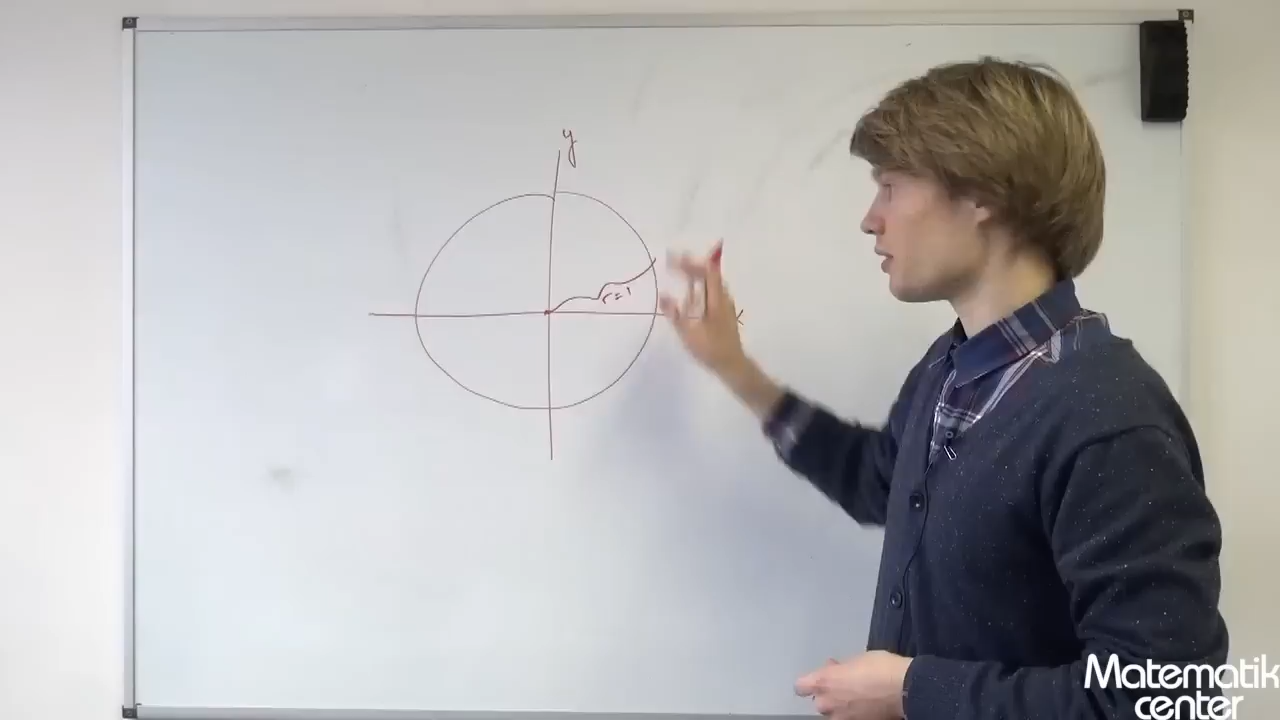 y
r=1
x
Matematik
center